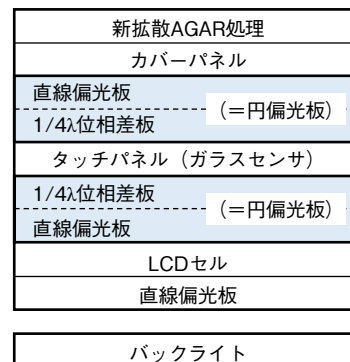 新拡散AGAR処理
カバーパネル
直線偏光板
1/4λ位相差板
（＝円偏光板）
タッチパネル（ガラスセンサ）
1/4λ位相差板
直線偏光板
（＝円偏光板）
LCDセル
直線偏光板
バックライト